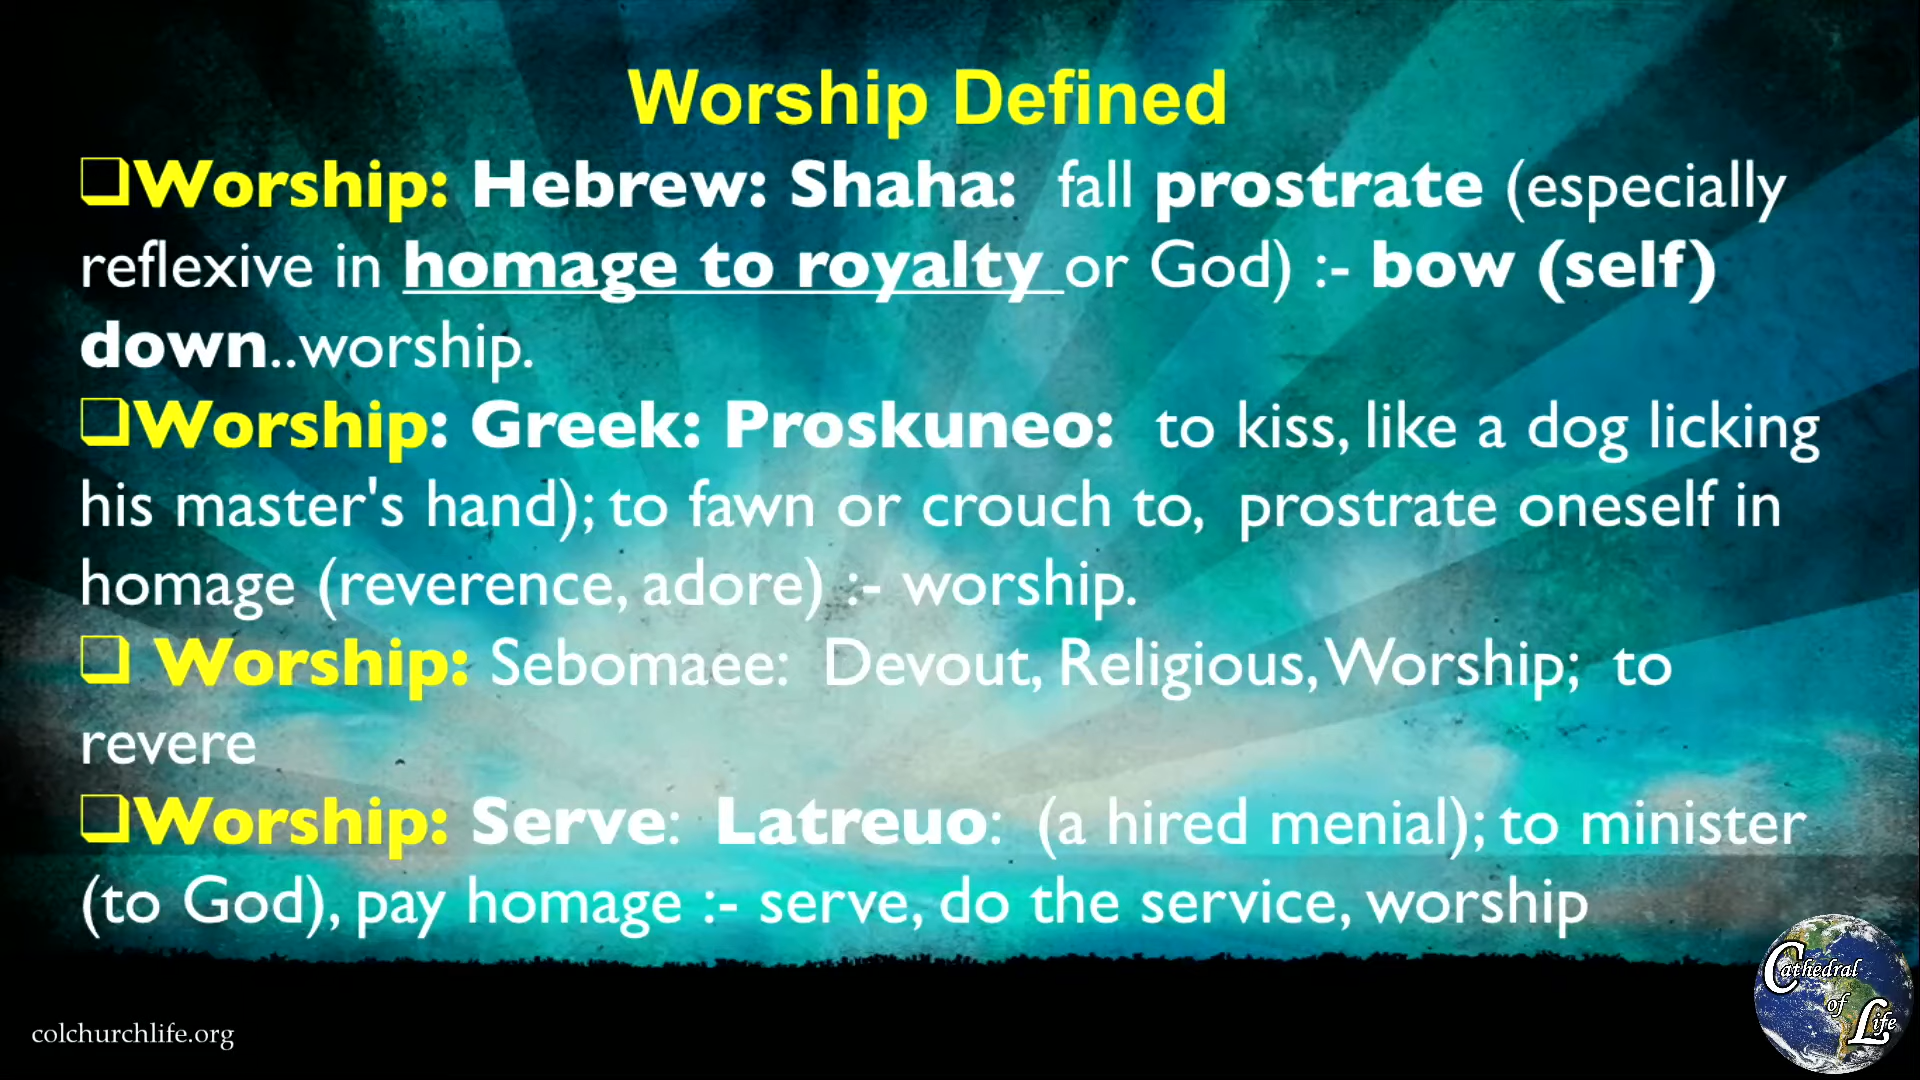 Worship Defined
❑Worship: Hebrew: Shaha: fall prostrate (especially
reflexive in homage to royalty or God) :- bow (self)
down..worship.
❑Worship: Greek: Proskuneo: to kiss, like a dog licking
his master's hand); to fawn or crouch to, prostrate oneself in
homage (reverence, adore) :- worship.
❑ Worship: Sebomaee: Devout, Religious, Worship; to
revere
❑Worship: Serve: Latreuo: (a hired menial); to minister
(to God), pay homage :- serve, do the service, worship
Cathedral
of
Life
colchurchlife.org